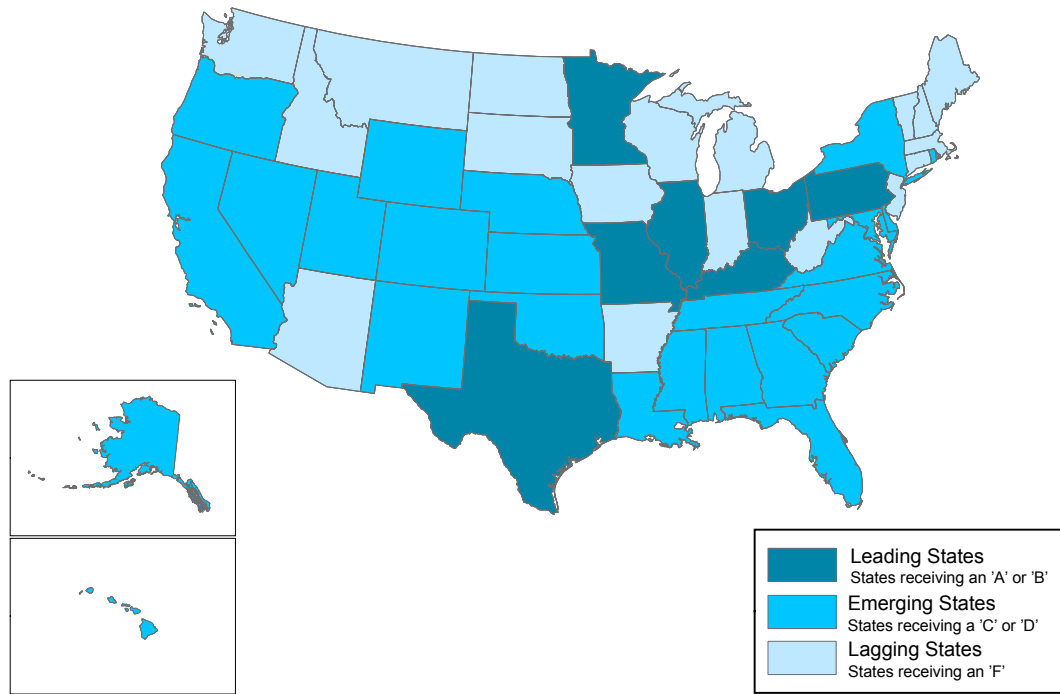 Leading States
States receiving an ’A’ or ’B’
Emerging States
States receiving a ’C’ or ’D’
Lagging States
States receiving an ’F’